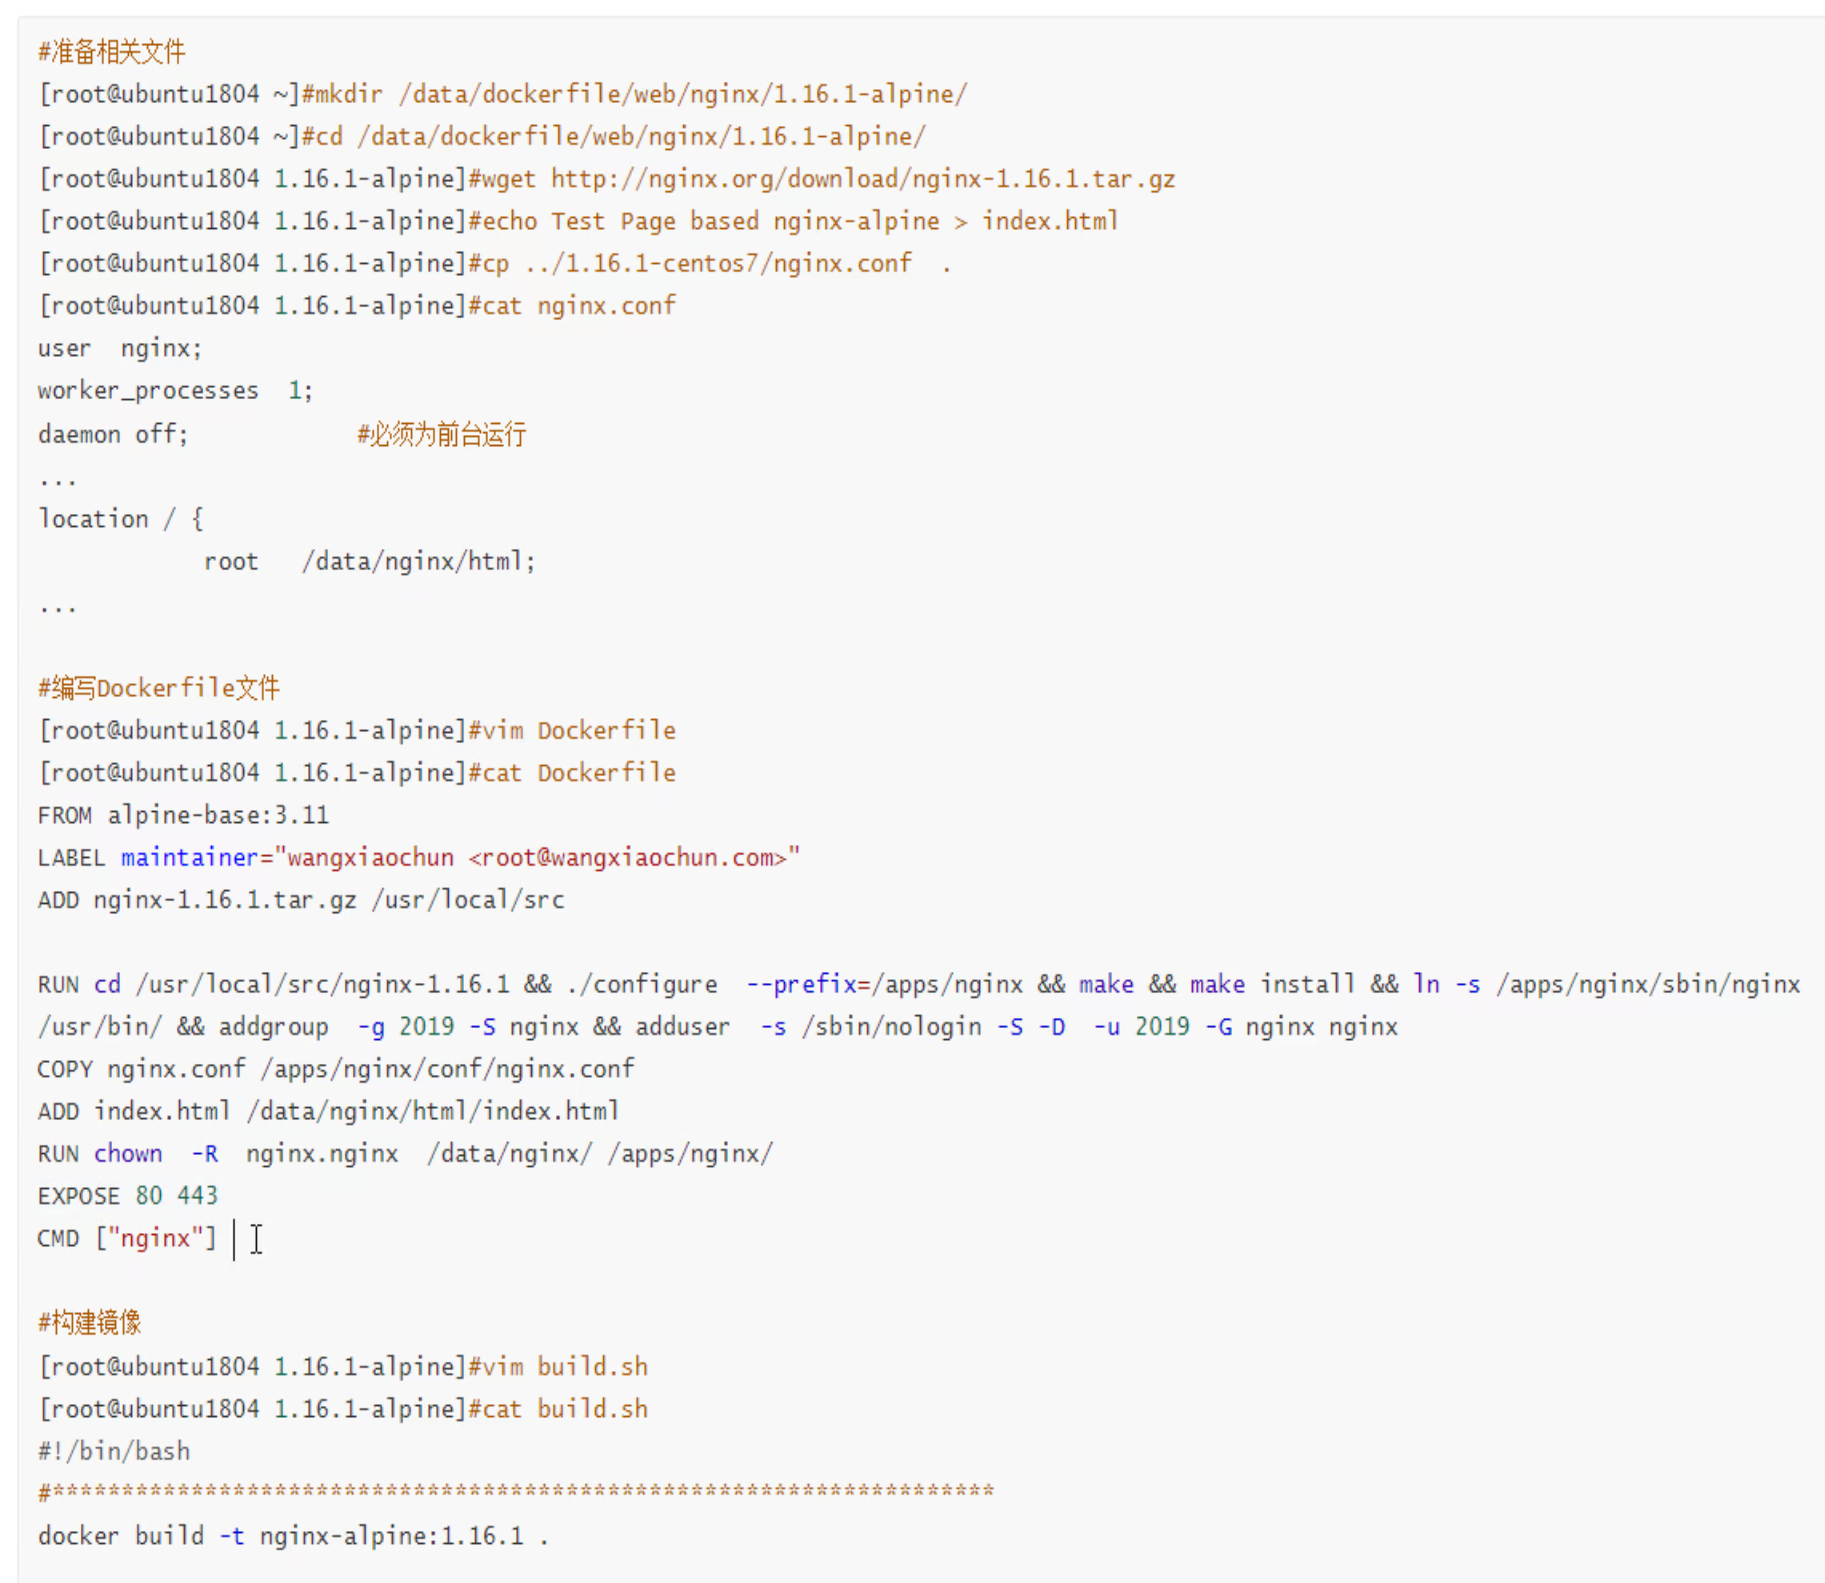 #准备相关文件
[root@ubuntu1804 ~]#mkdir /data/dockerfile/web/nginx/1.16.1-alpine/
[root@ubuntu1804 ~]#cd /data/dockerfile/web/nginx/1.16.1-alpine/
[root@ubuntu1804 1.16.1-alpine]#wget http://nginx.org/download/nginx-1.16.1.tar.gz
[root@ubuntu1804 1.16.1-alpine]#echo Test Page based nginx-alpine > index.html
[root@ubuntu1804 1.16.1-alpine]#cp ../1.16.1-centos7/nginx.conf  .
[root@ubuntu1804 1.16.1-alpine]#cat nginx.conf
user  nginx;
worker_processes  1;
daemon off;            #必须为前台运行
...
location / {
            root   /data/nginx/html;
...
#编写Dockerfile文件
[root@ubuntu1804 1.16.1-alpine]#vim Dockerfile
[root@ubuntu1804 1.16.1-alpine]#cat Dockerfile
FROM alpine-base:3.11
LABEL maintainer="wangxiaochun <root@wangxiaochun.com>"
ADD nginx-1.16.1.tar.gz /usr/local/src
RUN cd /usr/local/src/nginx-1.16.1 && ./configure  --prefix=/apps/nginx && make && make install && ln -s /apps/nginx/sbin/nginx
/usr/bin/ && addgroup  -g 2019 -S nginx && adduser  -s /sbin/nologin -S -D  -u 2019 -G nginx nginx
COPY nginx.conf /apps/nginx/conf/nginx.conf
ADD index.html /data/nginx/html/index.html
RUN chown  -R  nginx.nginx  /data/nginx/ /apps/nginx/
EXPOSE 80 443
CMD ["nginx"]
#构建镜像
[root@ubuntu1804 1.16.1-alpine]#vim build.sh
[root@ubuntu1804 1.16.1-alpine]#cat build.sh
#!/bin/bash
#********************************************************************
docker build -t nginx-alpine:1.16.1 .